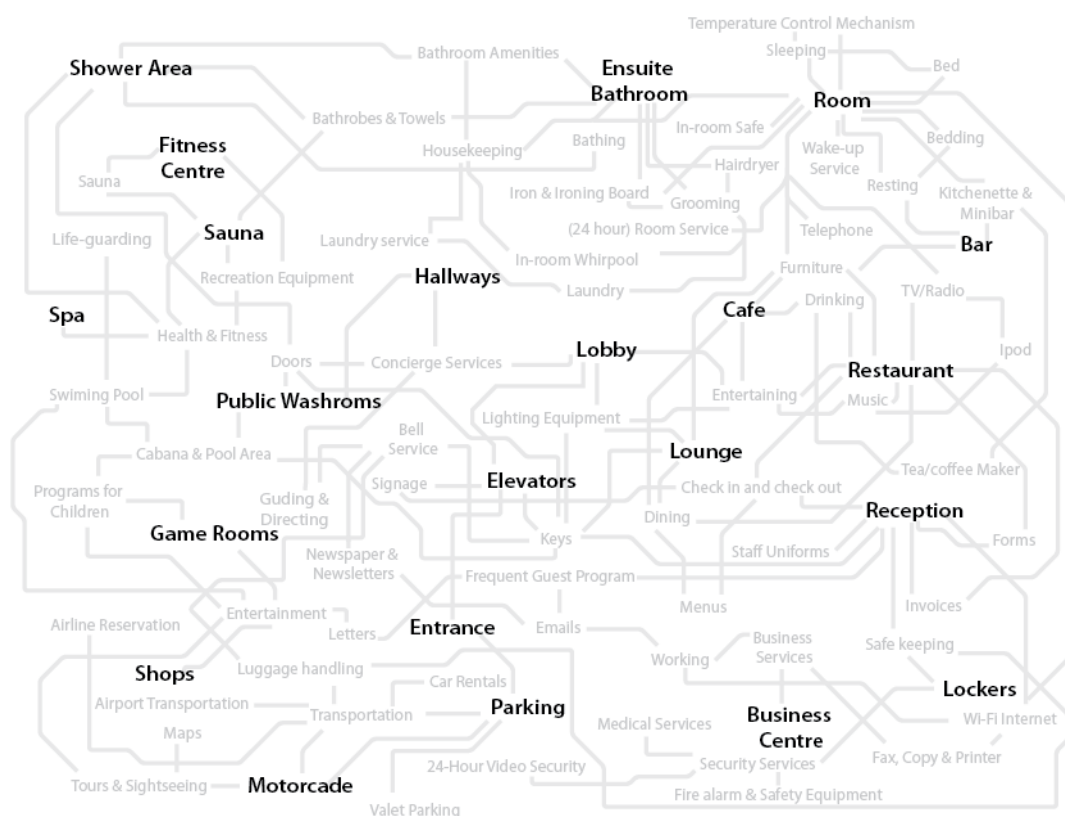 Temperature Control Mechanism
Bathroom Amenities
Sleeping
Shower Area
Ensuite
Bathroom
Bed
Room
Bathrobes & Towels
In-room Safe
Fitness
Centre
Housekeeping
Bathing
Wake-up
Service
Bedding
Sauna
Hairdryer
Iron & Ironing Board
Grooming
Resting
Kitchenette &
Minibar
Life-guarding
Sauna
Laundry service
(24 hour) Room Service
Telephone
Bar
Recreation Equipment
Hallways
In-room Whirpool
Furniture
Laundry
TV/Radio
Spa
Health & Fitness
Cafe
Drinking
Doors
Concierge Services
Lobby
Restaurant
Ipod
Swiming Pool
Public Washroms
Entertaining
Music
Lighting Equipment
Bell
Service
Cabana & Pool Area
Lounge
Tea/coffee Maker
Programs for
Children
Guding &
Directing
Signage
Elevators
Check in and check out
Reception
Dining
Game Rooms
Newspaper &
Newsletters
Keys
Staff Uniforms
Forms
Frequent Guest Program
Menus
Invoices
Airline Reservation
Entertainment
Letters
Entrance
Emails
Business
Services
Safe keeping
Shops
Luggage handling
Working
Car Rentals
Lockers
Airport Transportation
Transportation
Parking
Medical Services
Business
Centre
Wi-Fi Internet
Maps
24-Hour Video Security
Security Services
Fax, Copy & Printer
Tours & Sightseeing
Motorcade
Valet Parking
Fire alarm & Safety Equipment